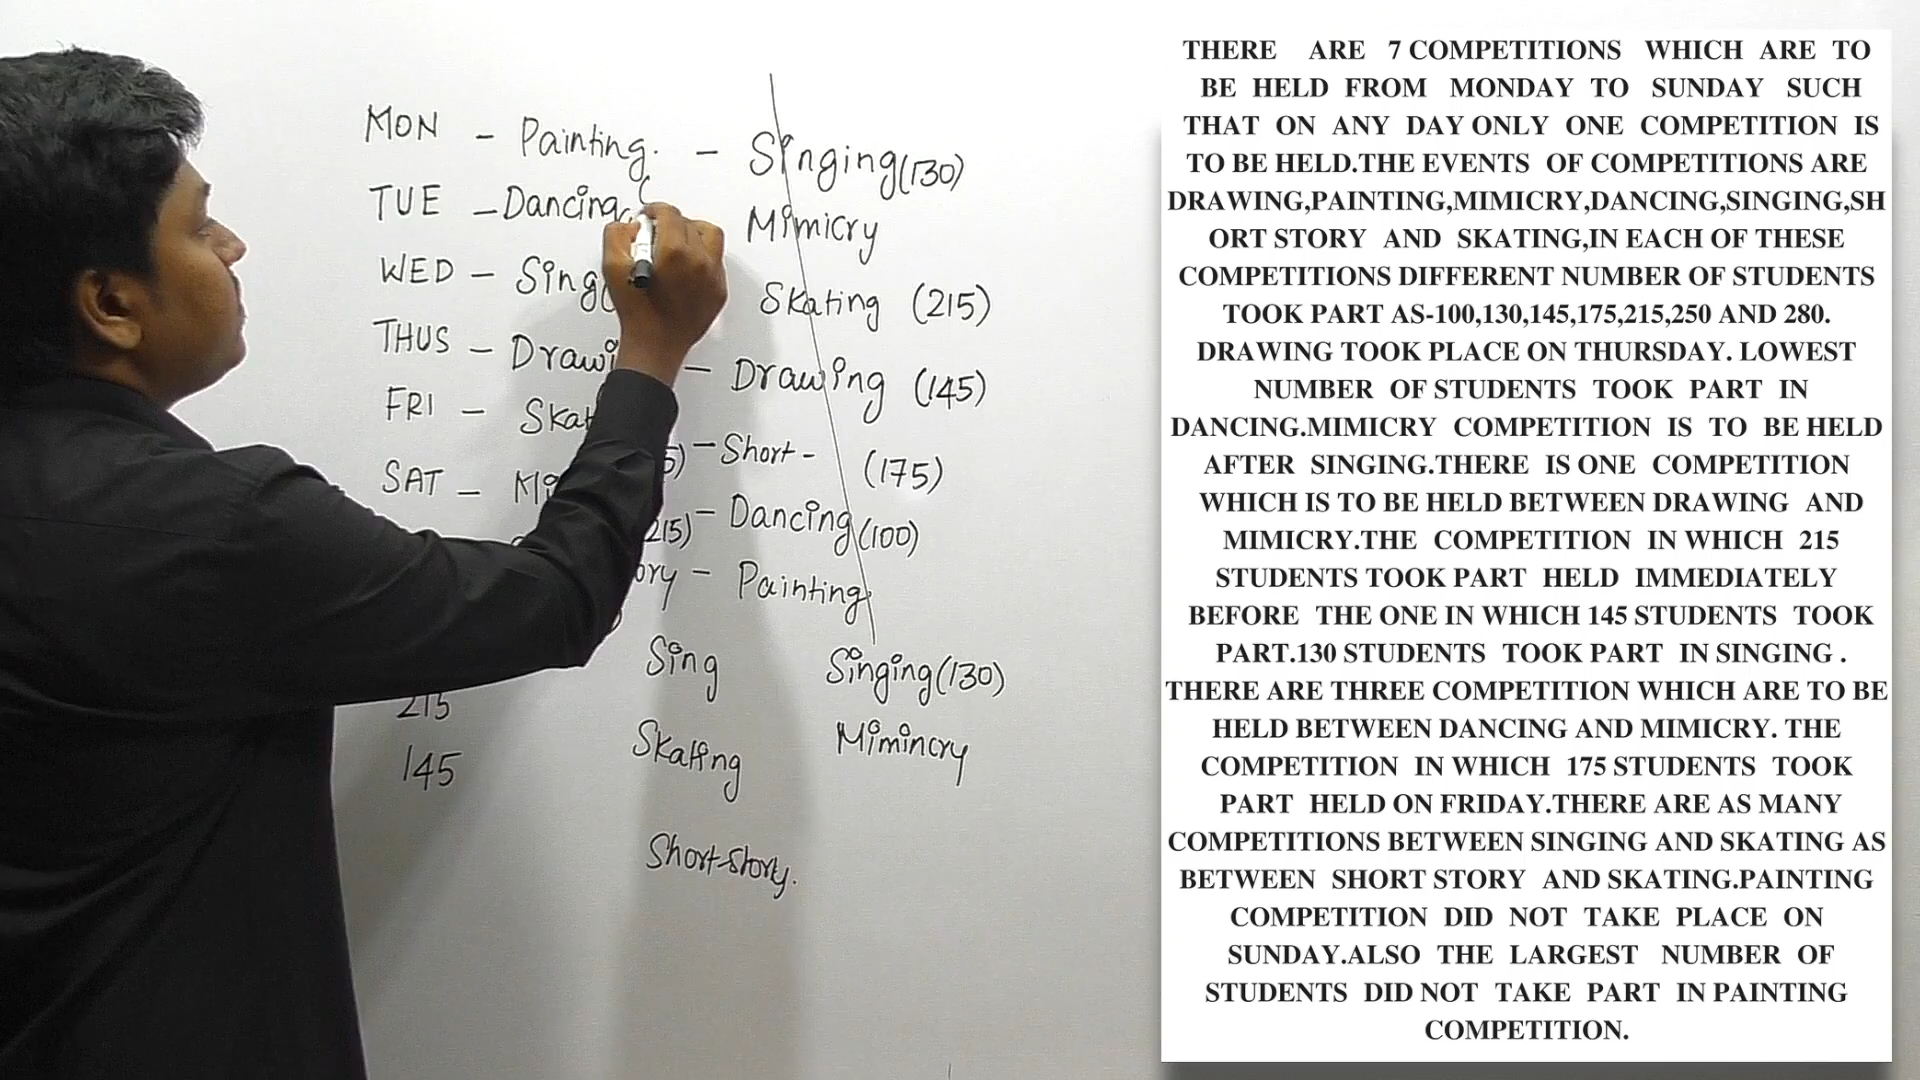 MON - Painting. - Singing(130)
TUE - Dancing( Mimicry
WED - Sing( Skating (215)
THUS - Drawi - Drawing (145)
FRI - Skat - Short - (175)
SAT - Mi 215) - Dancing(100)
ory - Painting
Sing Singing(130)
215 Skating Mimincry
145
Short-story.
THERE ARE 7 COMPETITIONS WHICH ARE TO
BE HELD FROM MONDAY TO SUNDAY SUCH
THAT ON ANY DAY ONLY ONE COMPETITION IS
TO BE HELD.THE EVENTS OF COMPETITIONS ARE
DRAWING,PAINTING,MIMICRY,DANCING,SINGING,SH
ORT STORY AND SKATING,IN EACH OF THESE
COMPETITIONS DIFFERENT NUMBER OF STUDENTS
TOOK PART AS-100,130,145,175,215,250 AND 280.
DRAWING TOOK PLACE ON THURSDAY. LOWEST
NUMBER OF STUDENTS TOOK PART IN
DANCING.MIMICRY COMPETITION IS TO BE HELD
AFTER SINGING.THERE IS ONE COMPETITION
WHICH IS TO BE HELD BETWEEN DRAWING AND
MIMICRY.THE COMPETITION IN WHICH 215
STUDENTS TOOK PART HELD IMMEDIATELY
BEFORE THE ONE IN WHICH 145 STUDENTS TOOK
PART.130 STUDENTS TOOK PART IN SINGING .
THERE ARE THREE COMPETITION WHICH ARE TO BE
HELD BETWEEN DANCING AND MIMICRY. THE
COMPETITION IN WHICH 175 STUDENTS TOOK
PART HELD ON FRIDAY.THERE ARE AS MANY
COMPETITIONS BETWEEN SINGING AND SKATING AS
BETWEEN SHORT STORY AND SKATING.PAINTING
COMPETITION DID NOT TAKE PLACE ON
SUNDAY.ALSO THE LARGEST NUMBER OF
STUDENTS DID NOT TAKE PART IN PAINTING
COMPETITION.